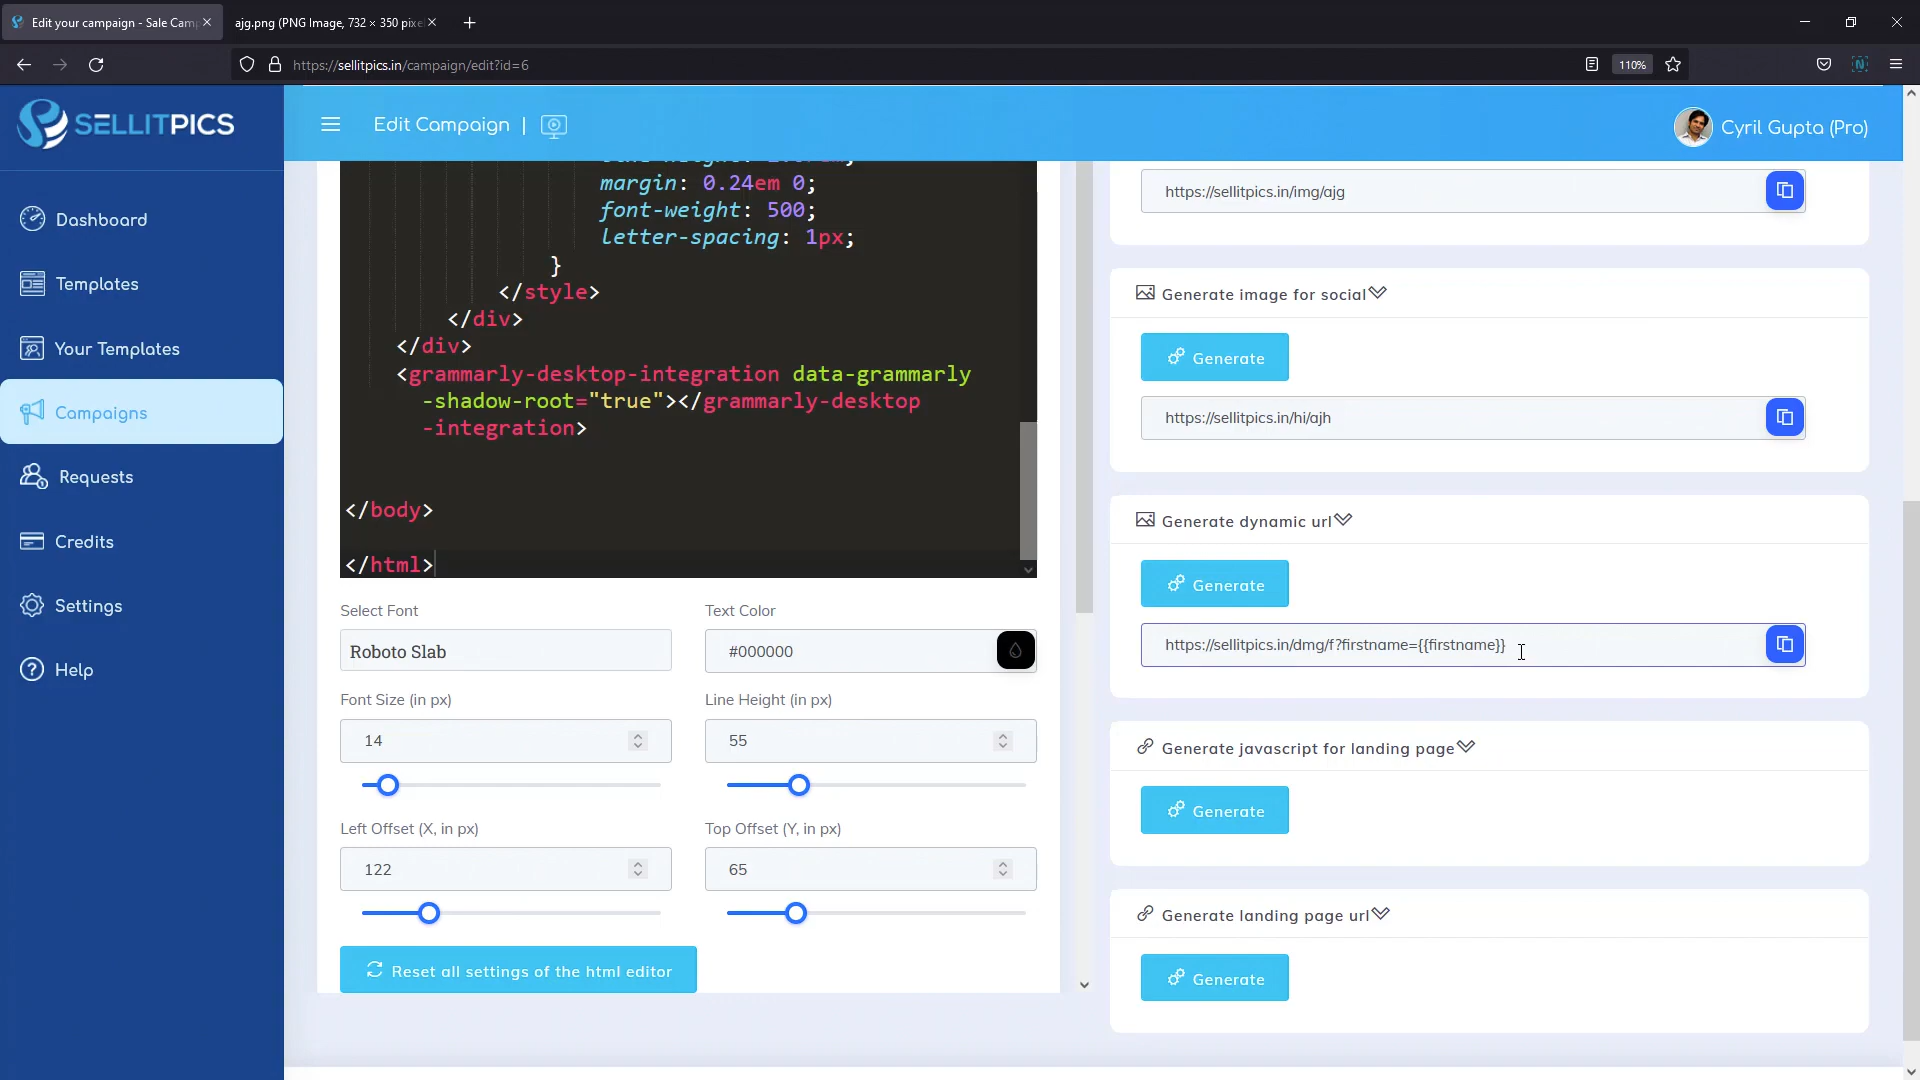 Edit your campaign - Sale Camp
ajg.png (PNG Image, 732 × 350 pixe
https://sellitpics.in/campaign/edit?id=6
110%
SELLITPICS
Edit Campaign |
Cyril Gupta (Pro)
Dashboard
Templates
Your Templates
Campaigns
Requests
Credits
Settings
Help
margin: 0.24em 0;
font-weight: 500;
letter-spacing: 1px;
}
</style>
</div>
</div>
<grammarly-desktop-integration data-grammarly
-shadow-root="true"></grammarly-desktop
-integration>
</body>
</html>
Select Font
Text Color
Roboto Slab
#000000
Font Size (in px)
Line Height (in px)
14
55
Left Offset (X, in px)
Top Offset (Y, in px)
122
65
Reset all settings of the html editor
https://sellitpics.in/img/ajg
Generate image for social
Generate
https://sellitpics.in/hi/ajh
Generate dynamic url
Generate
https://sellitpics.in/dmg/f?firstname={{firstname}}
Generate javascript for landing page
Generate
Generate landing page url
Generate